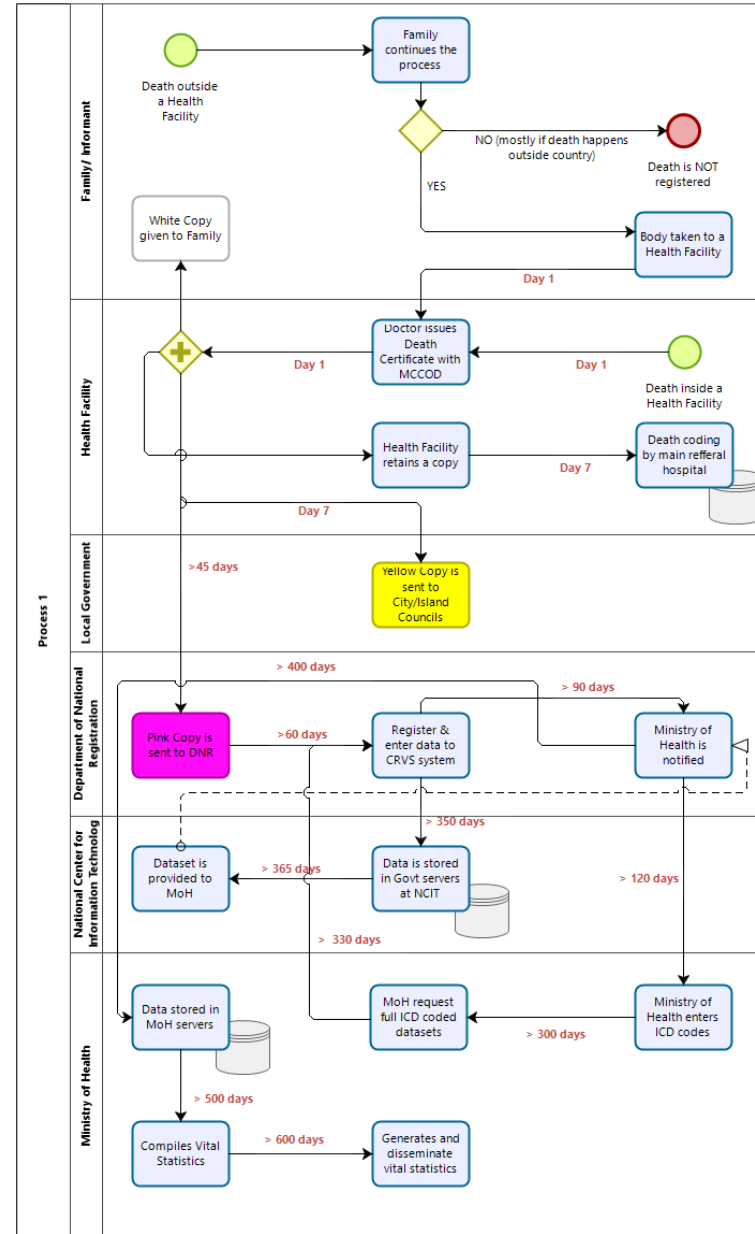 Process 1
Family/ Informant
Death outside
a Health
Facility
Family
continues the
process
NO (mostly if death happens
outside country)
Death is NOT
registered
YES
White Copy
given to Family
Body taken to a
Health Facility
Day 1
Health Facility
Doctor issues
Death
Certificate with
MCCOD
Day 1
Day 1
Death inside a
Health Facility
Health Facility
retains a copy
Day 7
Death coding
by main refferal
hospital
Day 7
Local Government
>45 days
Yellow Copy is
sent to
City/Island
Councils
Department of National
Registration
> 400 days
> 90 days
Pink Copy is
sent to DNR
>60 days
Register &
enter data to
CRVS system
Ministry of
Health is
notified
National Center for
Information Technolog
> 350 days
Dataset is
provided to
MoH
> 365 days
Data is stored
in Govt servers
at NCIT
> 120 days
> 330 days
Ministry of Health
Data stored in
MoH servers
MoH request
full ICD coded
datasets
> 300 days
Ministry of
Health enters
ICD codes
> 500 days
Compiles Vital
Statistics
> 600 days
Generates and
disseminate
vital statistics